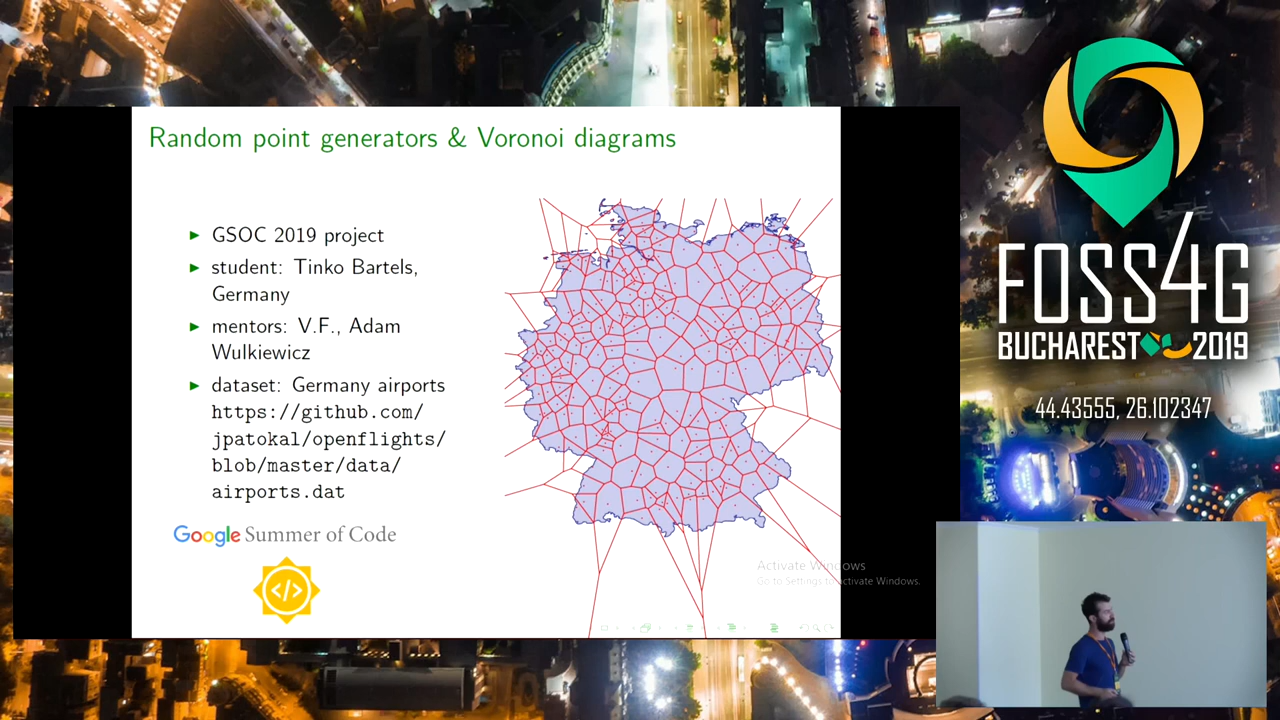 Random point generators & Voronoi diagrams
GSOC 2019 project
student: Tinko Bartels,
Germany
mentors: V.F., Adam
Wulkiewicz
dataset: Germany airports
https://github.com/
jpatokal/openflights/
blob/master/data/
airports.dat
Google Summer of Code
</>
Activate Windows
Go to Settings to activate Windows.
FOSS4G
BUCHAREST 2019
44.43555, 26.102347